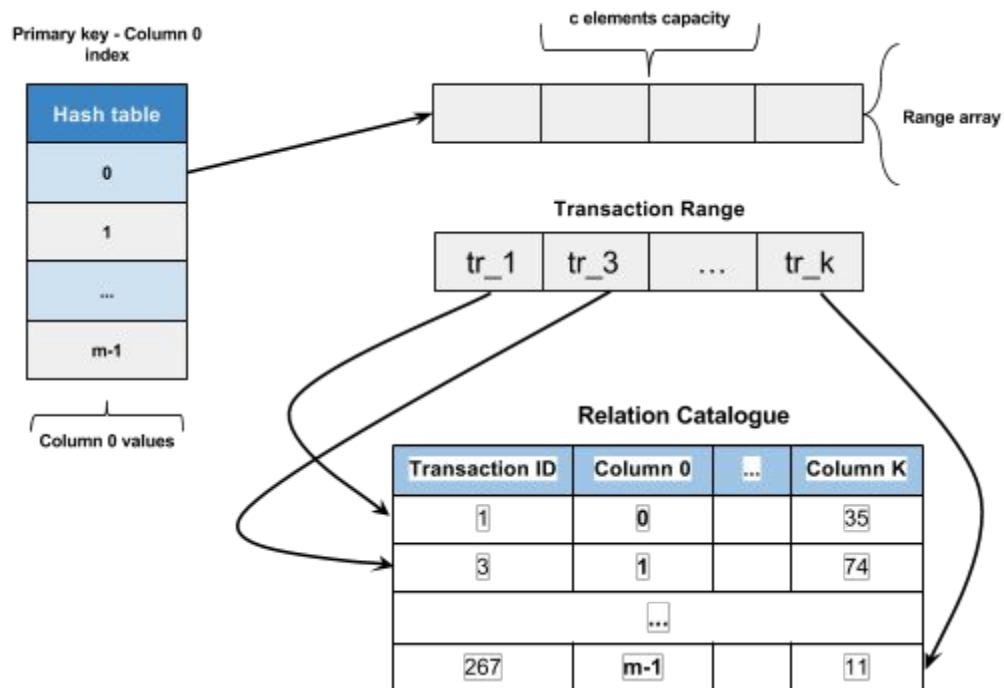 c elements capacity
Primary key - Column 0
index
Hash table
0
1
...
m-1
Column 0 values
Range array
Transaction Range
tr_1 tr_3 ... tr_k
Relation Catalogue
Transaction ID Column 0 ... Column K
1 0 35
3 1 74
...
267 m-1 11